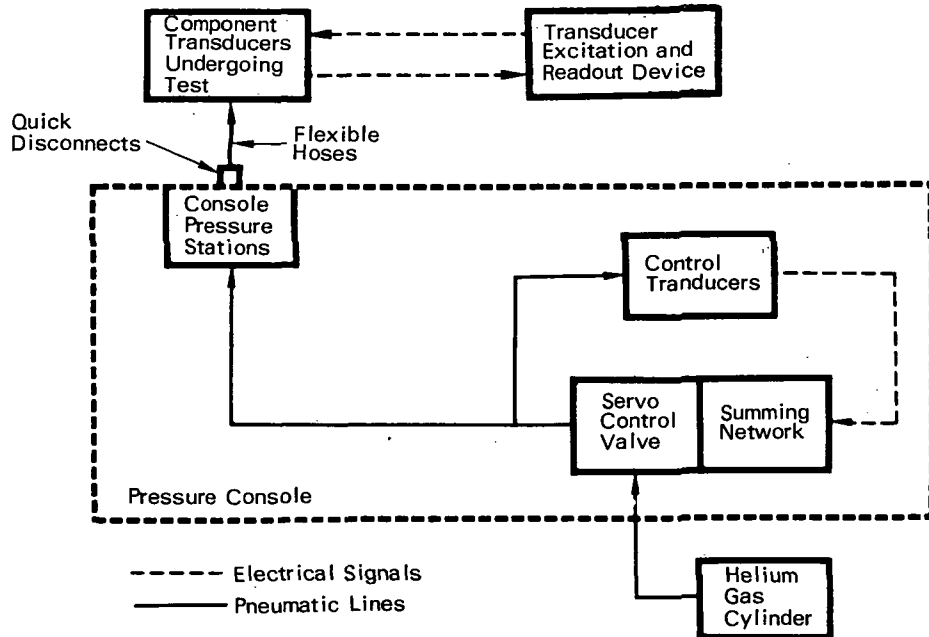 Component
Transducers
Undergoing
Test
Transducer
Excitation and
Readout Device
Quick
Disconnects
Flexible
Hoses
Console
Pressure
Stations
Control
Tranducers
Servo
Control
Valve
Summing
Network
Pressure Console
Electrical Signals
Pneumatic Lines
Helium
Gas
Cylinder